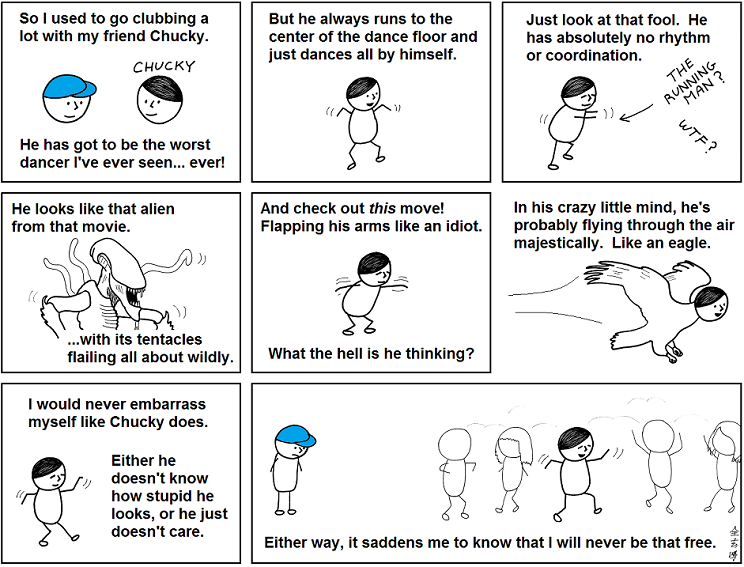 So I used to go clubbing a
lot with my friend Chucky.
CHUCKY
He has got to be the worst
dancer I've ever seen... ever!
But he always runs to the
center of the dance floor and
just dances all by himself.
Just look at that fool.  He
has absolutely no rhythm
or coordination.
THE
RUNNING
MAN?
WTF?
He looks like that alien
from that movie.
...with its tentacles
flailing all about wildly.
And check out this move!
Flapping his arms like an idiot.
What the hell is he thinking?
In his crazy little mind, he's
probably flying through the air
majestically.  Like an eagle.
I would never embarrass
myself like Chucky does.
Either he
doesn't know
how stupid he
looks, or he just
doesn't care.
Either way, it saddens me to know that I will never be that free.